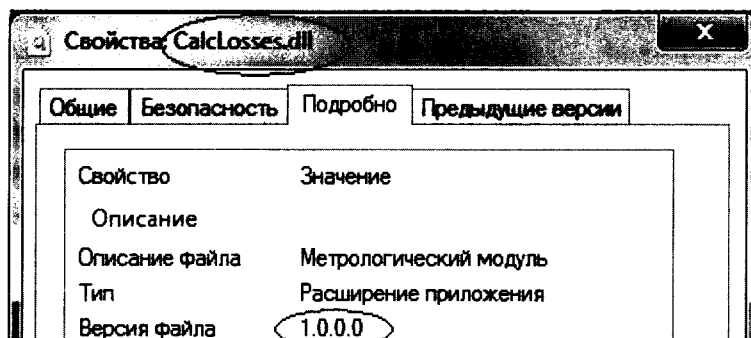 Свойства: CalcLosses.dll
Общие Безопасность Подробно Предыдущие версии
Свойство Значение
Описание
Описание файла Метрологический модуль
Тип Расширение приложения
Версия файла 1.0.0.0